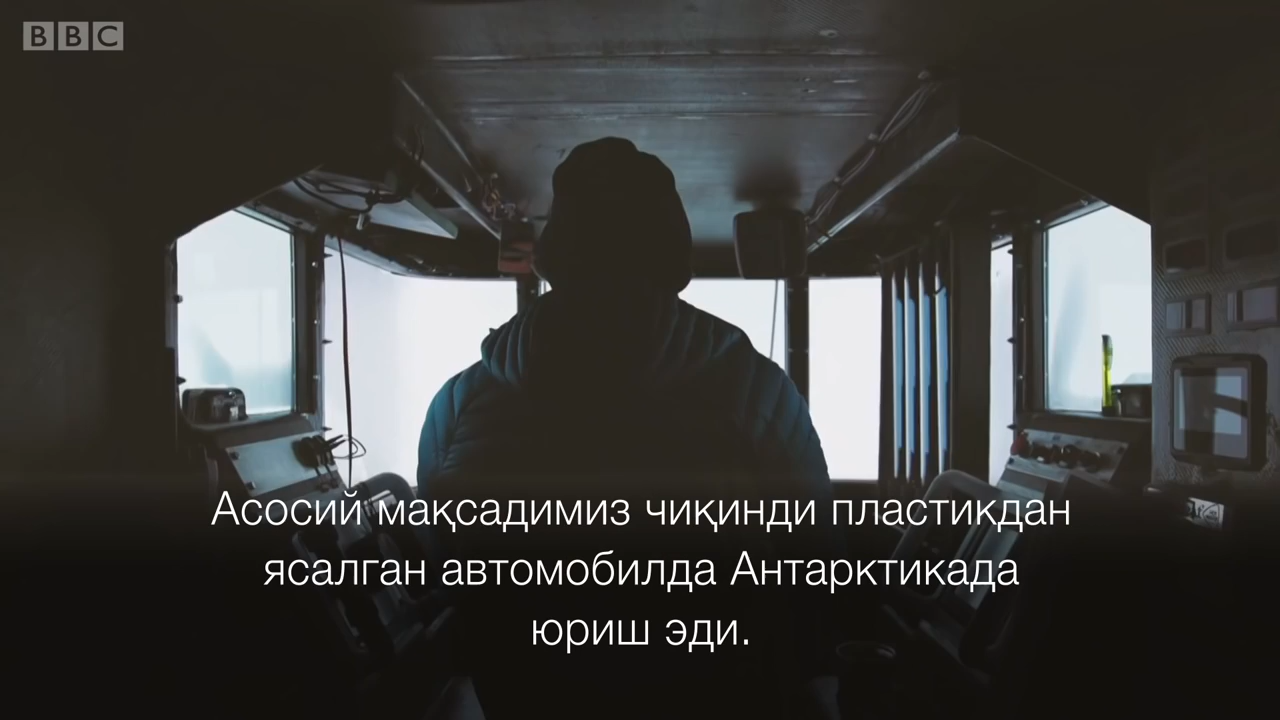 BBC
Асосий мақсадимиз чиқинди пластикдан
ясалган автомобилда Антарктикада
юриш эди.